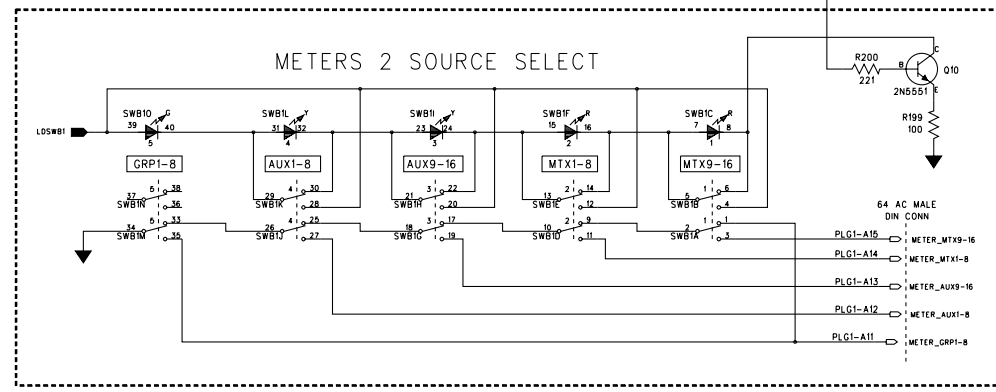 METERS 2 SOURCE SELECT
R200
221
B
C
E
Q10
2N5551
R199
100
LDSWB1
SWB1O G
39 40
5
SWB1L Y
31 32
4
SWB1I Y
23 24
3
SWB1F R
15 16
2
SWB1C R
7 8
1
GRP1-8
AUX1-8
AUX9-16
MTX1-8
MTX9-16
37 5 38
SWB1N 36
29 4 30
SWB1K 28
21 3 22
SWB1H 20
13 2 14
SWB1E 12
5 1 6
SWB1B 4
34 5 33
SWB1M 35
26 4 25
SWB1J 27
18 3 17
SWB1G 19
10 2 9
SWB1D 11
2 1 1
SWB1A 3
64 AC MALE
DIN CONN
PLG1-A15 METER_MTX9-16
PLG1-A14 METER_MTX1-8
PLG1-A13 METER_AUX9-16
PLG1-A12 METER_AUX1-8
PLG1-A11 METER_GRP1-8